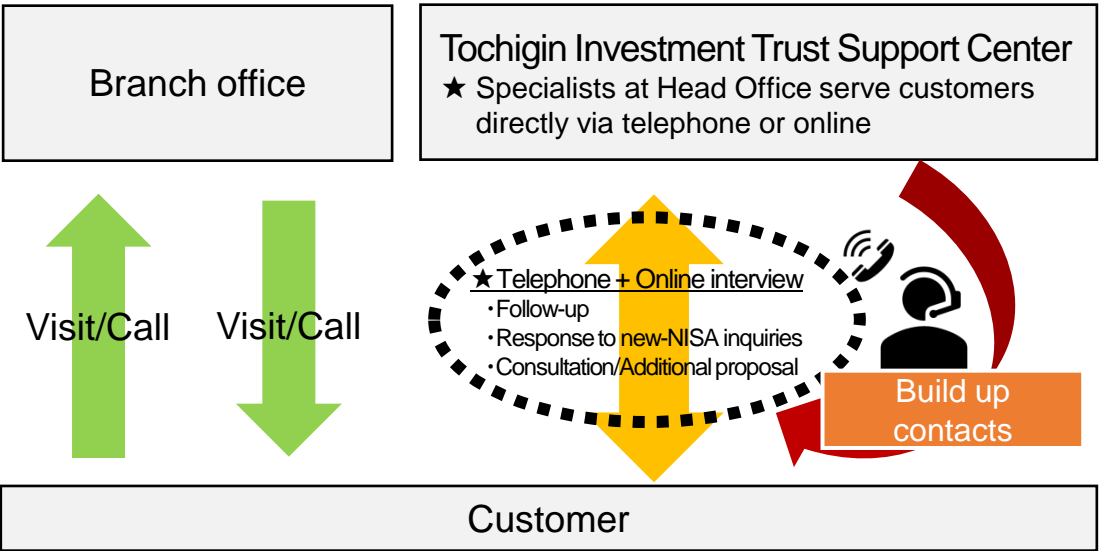 Branch office
Tochigin Investment Trust Support Center
★ Specialists at Head Office serve customers
directly via telephone or online
Visit/Call
Visit/Call
★Telephone + Online interview
・Follow-up
・Response to new-NISA inquiries
・Consultation/Additional proposal
Build up
contacts
Customer